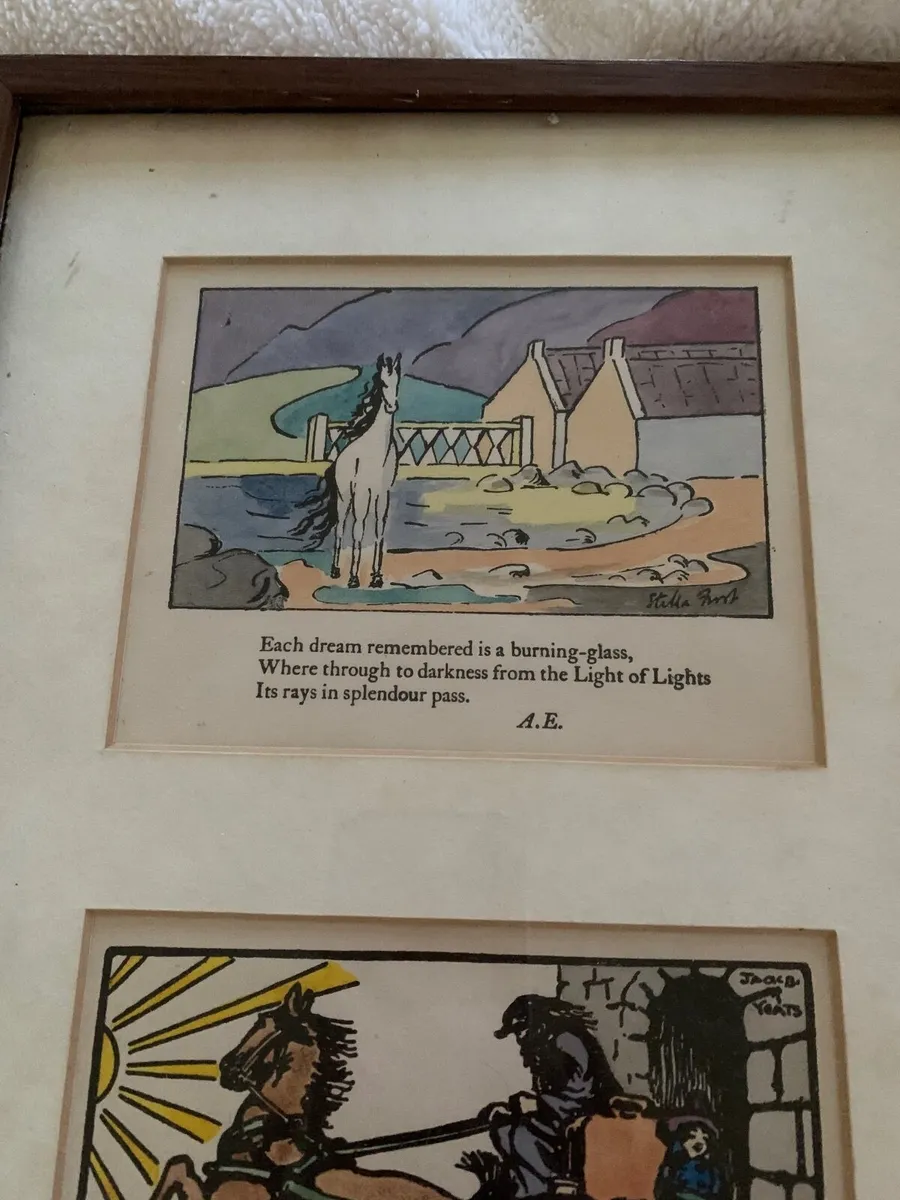 Stella Frost
Each dream remembered is a burning-glass,
Where through to darkness from the Light of Lights
Its rays in splendour pass.
A.E.
JACK B.
YEATS